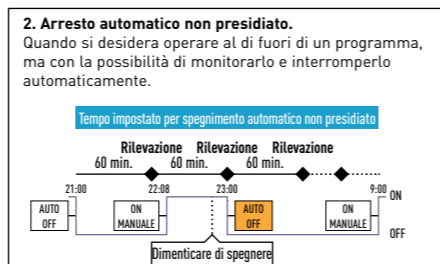 2. Arresto automatico non presidiato.
Quando si desidera operare al di fuori di un programma,
ma con la possibilità di monitorarlo e interromperlo
automaticamente.
Tempo impostato per spegnimento automatico non presidiato
Rilevazione Rilevazione Rilevazione
60 min. 60 min. 60 min.
21:00 22:08 23:00 9:00 ON
AUTO OFF
ON MANUALE
AUTO OFF
ON MANUALE
OFF
Dimenticare di spegnere